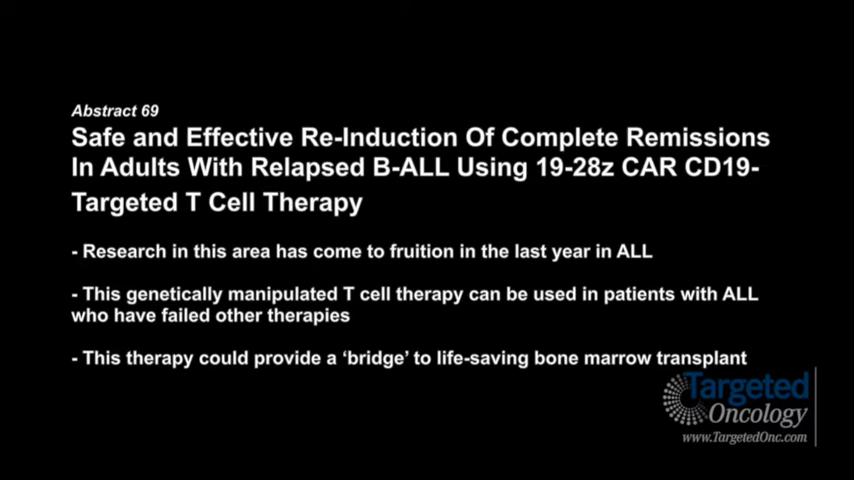 Abstract 69
Safe and Effective Re-Induction Of Complete Remissions
In Adults With Relapsed B-ALL Using 19-28z CAR CD19-
Targeted T Cell Therapy
- Research in this area has come to fruition in the last year in ALL
- This genetically manipulated T cell therapy can be used in patients with ALL
who have failed other therapies
- This therapy could provide a ‘bridge’ to life-saving bone marrow transplant
Targeted
Oncology
www.TargetedOnc.com